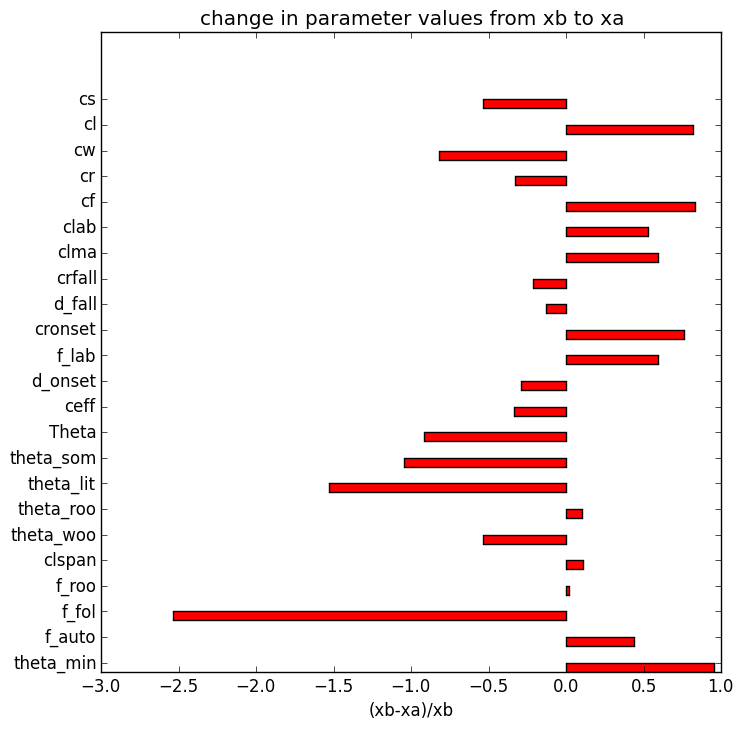 change in parameter values from xb to xa
cs
cl
cw
cr
cf
clab
clma
crfall
d_fall
cronset
f_lab
d_onset
ceff
Theta
theta_som
theta_lit
theta_roo
theta_woo
clspan
f_roo
f_fol
f_auto
theta_min
−3.0 −2.5 −2.0 −1.5 −1.0 −0.5 0.0 0.5 1.0
(xb-xa)/xb